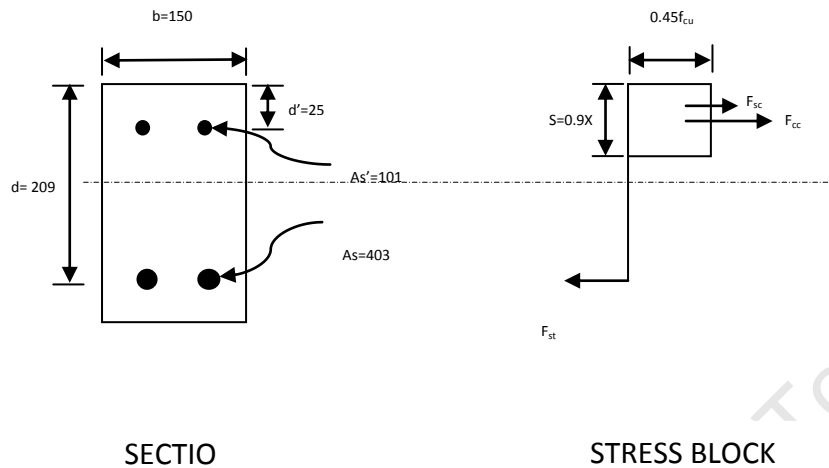 b=150
0.45fcu
d'=25
Fsc
Fcc
S=0.9X
As'=101
d= 209
As=403
Fst
SECTIO
STRESS BLOCK